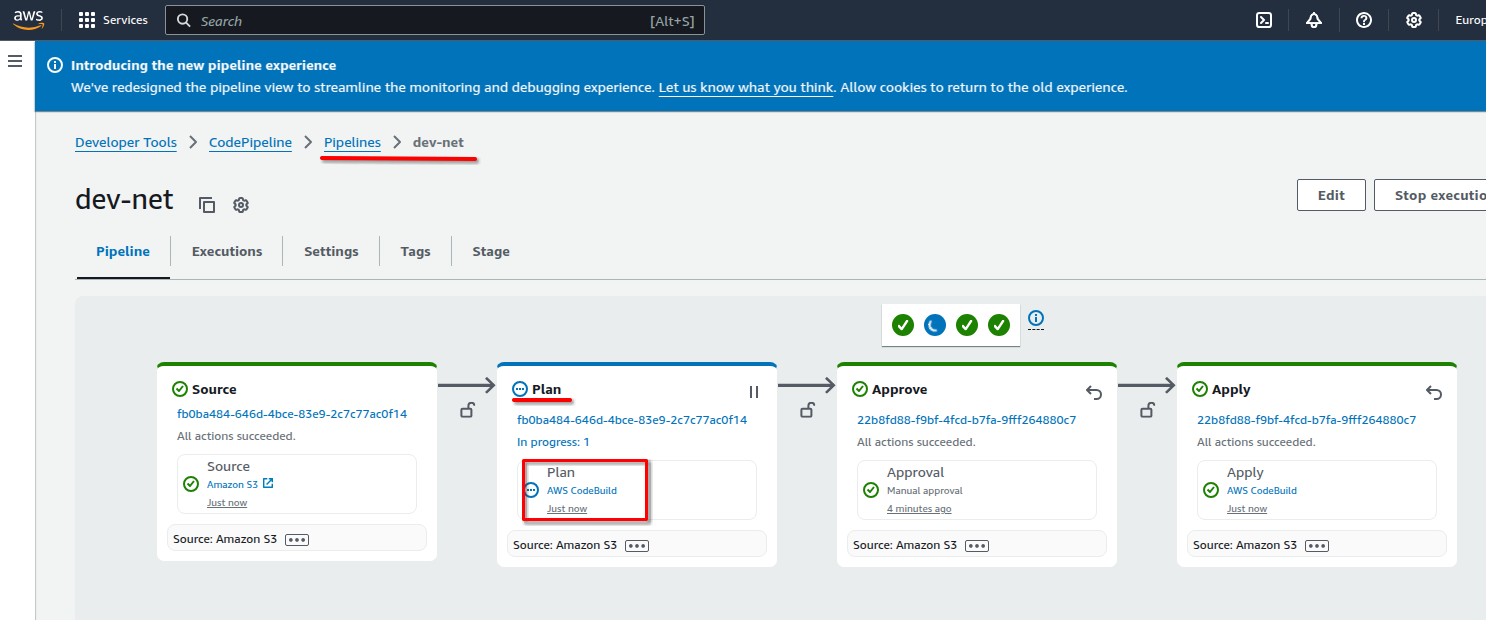 aws Services Search [Alt+S]
Introducing the new pipeline experience
We've redesigned the pipeline view to streamline the monitoring and debugging experience. Let us know what you think. Allow cookies to return to the old experience.
Developer Tools CodePipeline Pipelines dev-net
dev-net
Edit
Pipeline Executions Settings Tags Stage
Source
fb0ba484-646d-4bce-83e9-2c7c77ac0f14
All actions succeeded.
Source
Amazon S3
Just now
Source: Amazon S3
Plan
fb0ba484-646d-4bce-83e9-2c7c77ac0f14
In progress: 1
Plan
AWS CodeBuild
Just now
Source: Amazon S3
Approve
22b8fd88-f9bf-4fcd-b7fa-9fff264880c7
All actions succeeded.
Approval
Manual approval
4 minutes ago
Source: Amazon S3
Apply
22b8fd88-f9bf-4fcd-b7fa-9fff264880c7
All actions succeeded.
Apply
AWS CodeBuild
Just now
Source: Amazon S3